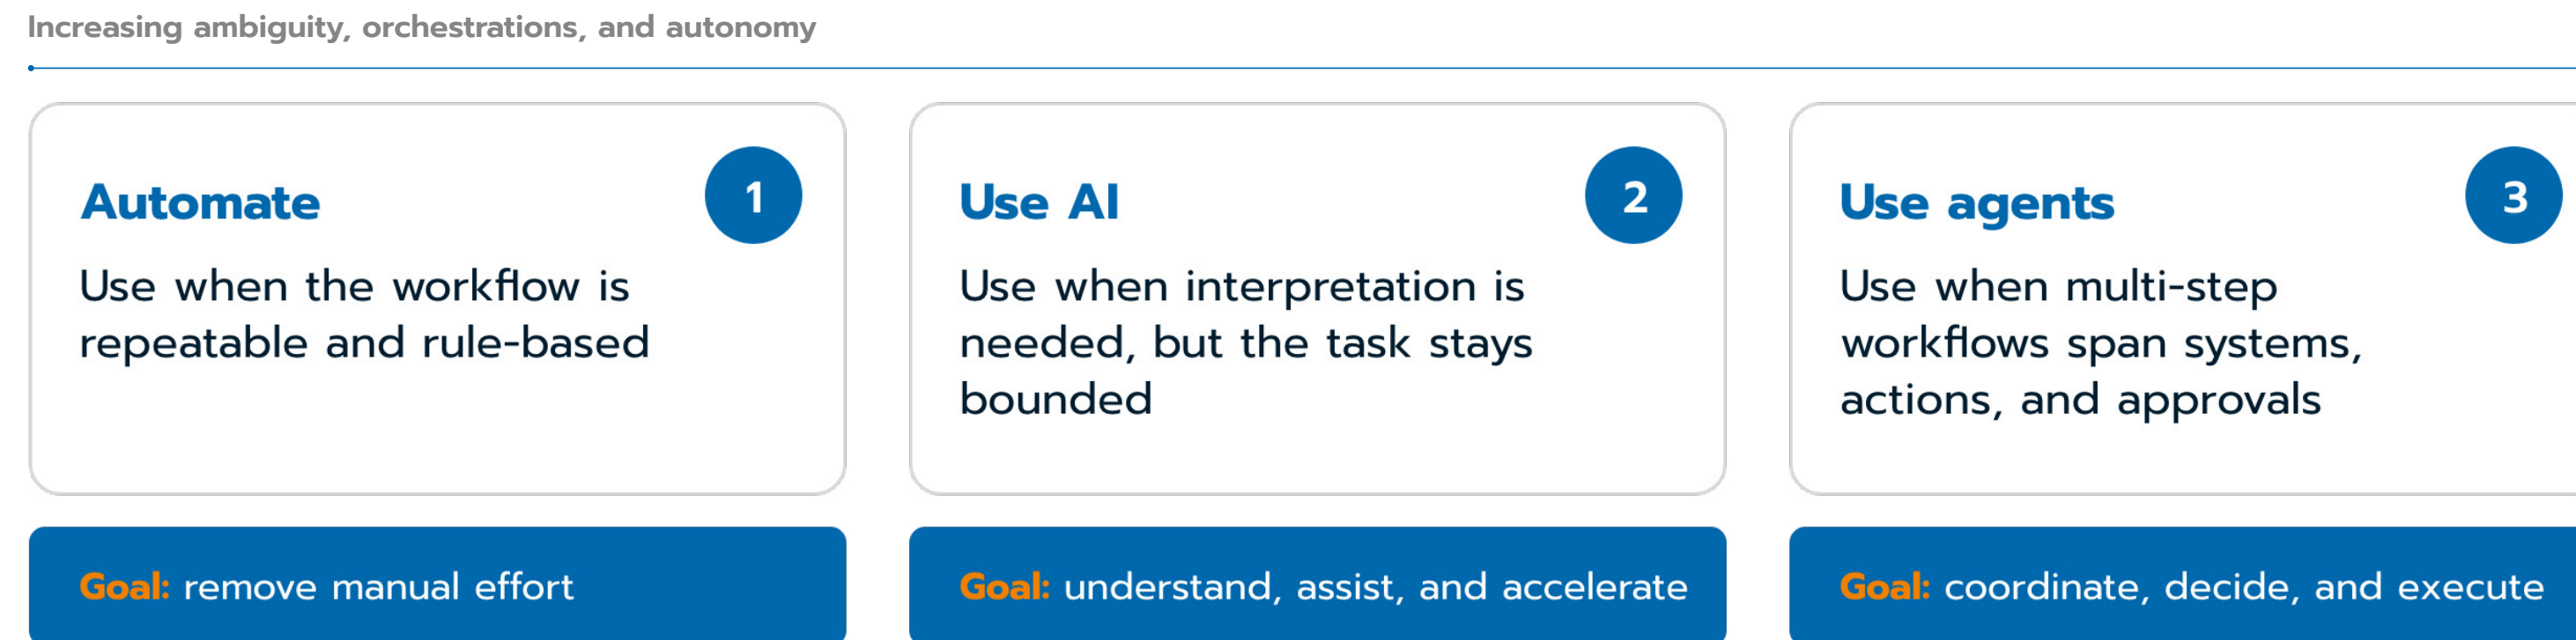 Increasing ambiguity, orchestrations, and autonomy
Automate
1
Use when the workflow is
repeatable and rule-based
Goal: remove manual effort
Use AI
2
Use when interpretation is
needed, but the task stays
bounded
Goal: understand, assist, and accelerate
Use agents
3
Use when multi-step
workflows span systems,
actions, and approvals
Goal: coordinate, decide, and execute